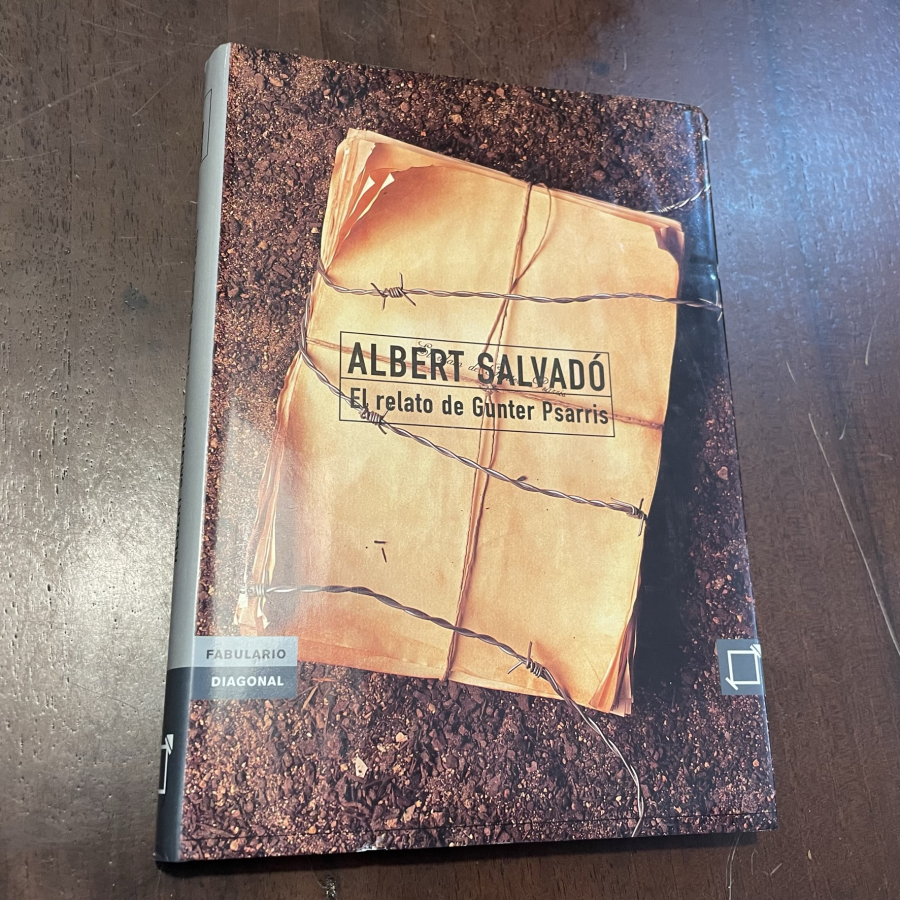 ALBERT SALVADÓ
El relato de Gunter Psarris
FABULARIO
DIAGONAL